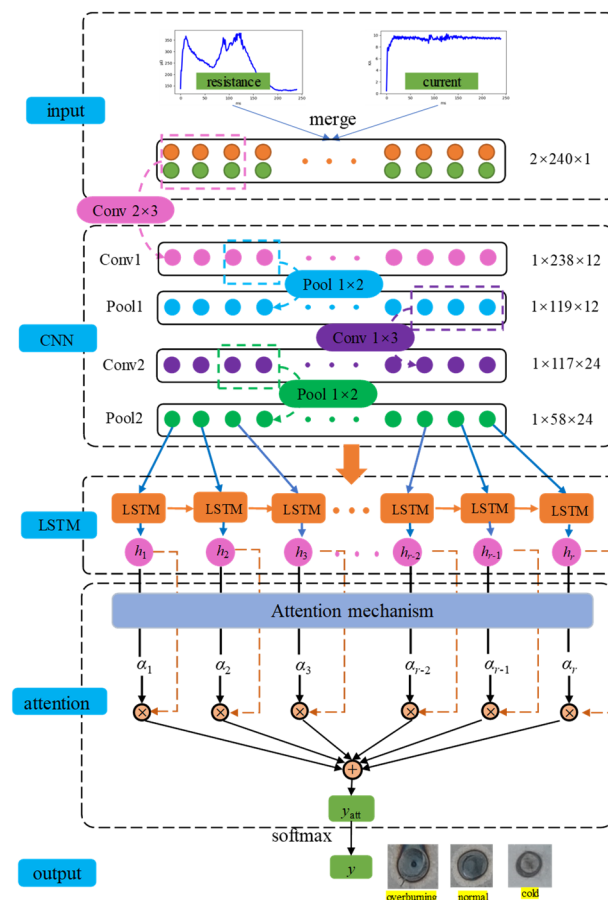 resistance
current
input
merge
2×240×1
Conv 2×3
Conv1
1×238×12
Pool 1×2
Pool1
1×119×12
CNN
Conv 1×3
Conv2
1×117×24
Pool 1×2
Pool2
1×58×24
LSTM LSTM LSTM LSTM LSTM LSTM
LSTM
h1 h2 h3 hr-2 hr-1 hr
Attention mechanism
α1 α2 α3 αr-2 αr-1 αr
attention
yatt
softmax
output
y
overburning normal cold